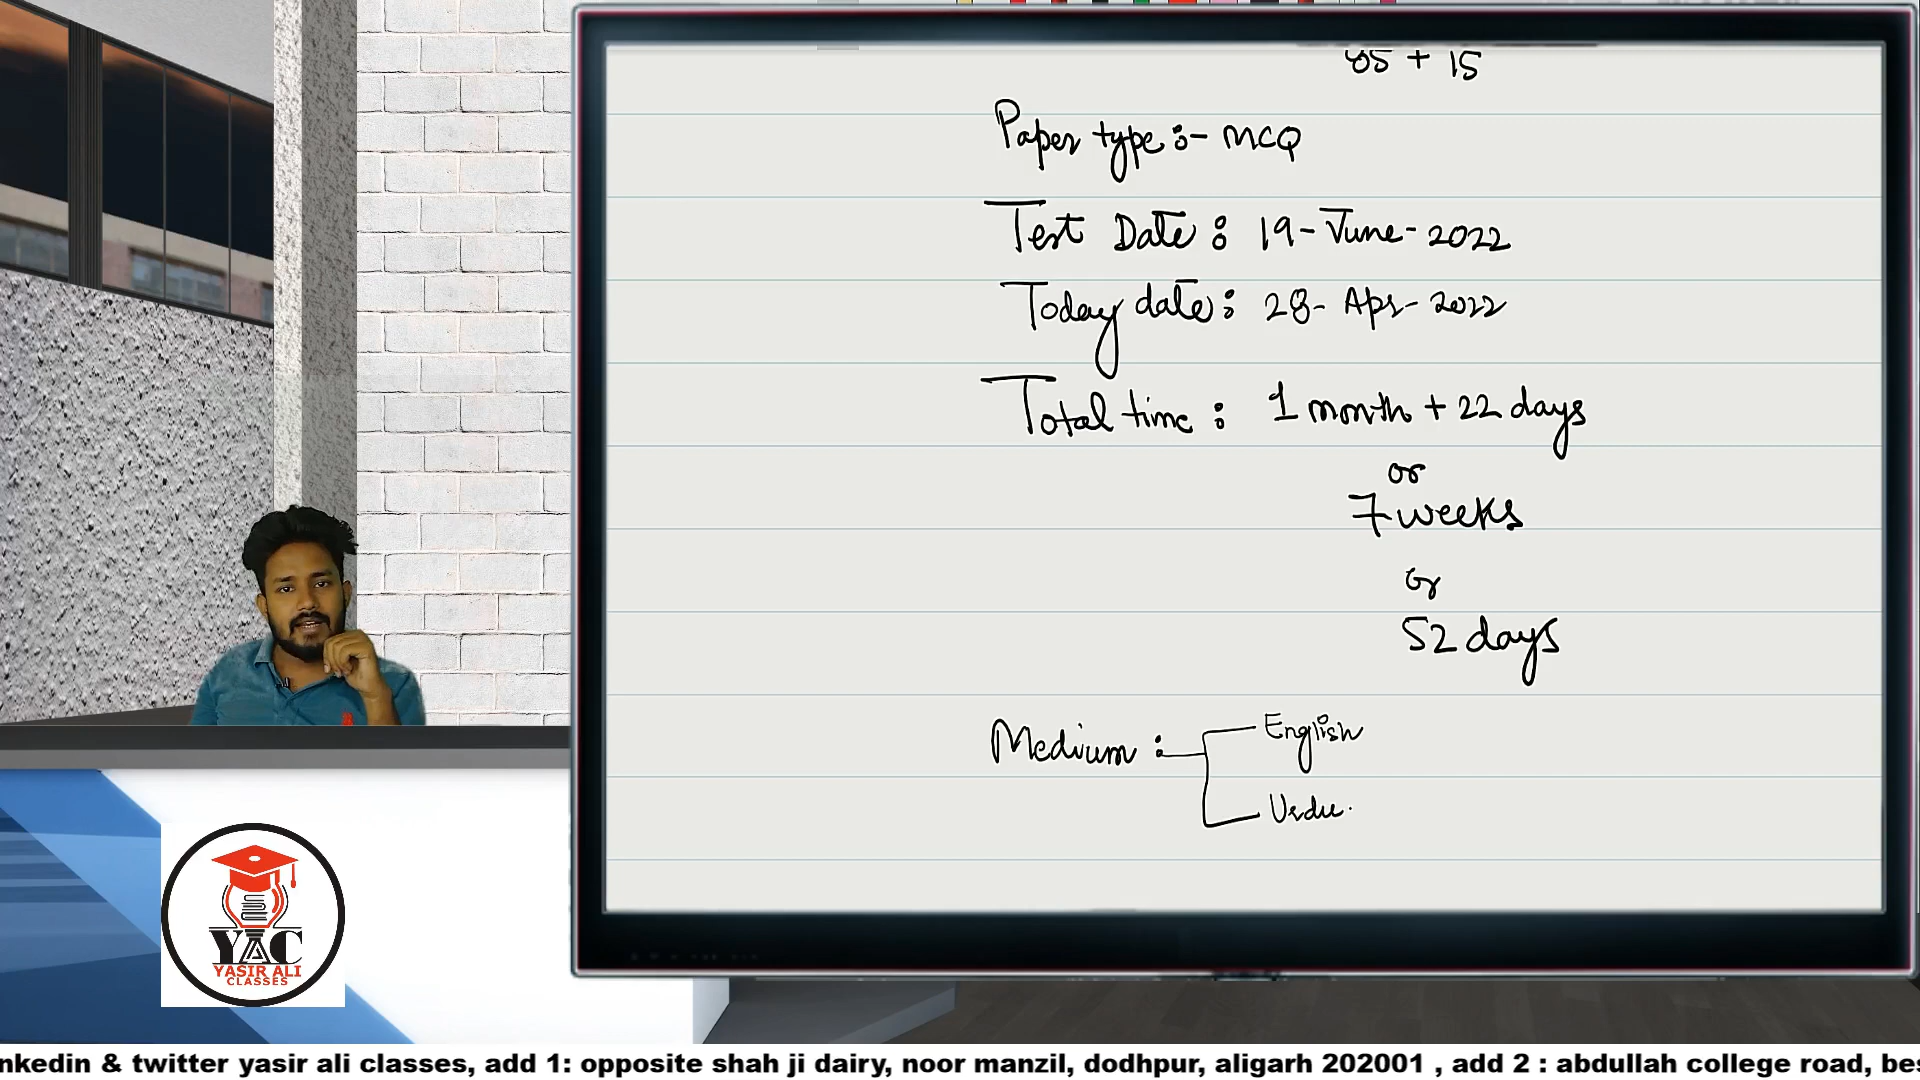 85 + 15
Paper type :- MCQ
Test Date : 19-June-2022
Today date : 28-Apr-2022
Total time : 1 month + 22 days
or
7 weeks
or
52 days
Medium : English
Urdu.
YAC
YASIR ALI
CLASSES
nkedin & twitter yasir ali classes, add 1: opposite shah ji dairy, noor manzil, dodhpur, aligarh 202001 , add 2 : abdullah college road, bes